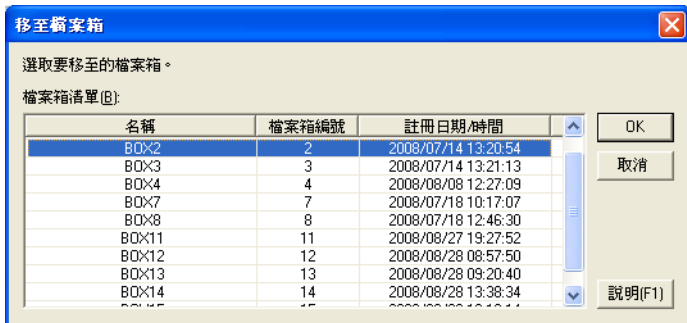 移至檔案箱
選取要移至的檔案箱。
檔案箱清單(B):
名稱 檔案箱編號 註冊日期/時間
BOX2 2 2008/07/14 13:20:54
BOX3 3 2008/07/14 13:21:13
BOX4 4 2008/08/08 12:27:09
BOX7 7 2008/07/18 10:17:07
BOX8 8 2008/07/18 12:46:30
BOX11 11 2008/08/27 19:27:52
BOX12 12 2008/08/28 08:57:50
BOX13 13 2008/08/28 09:20:40
BOX14 14 2008/08/28 13:38:34
OK
取消
說明(F1)